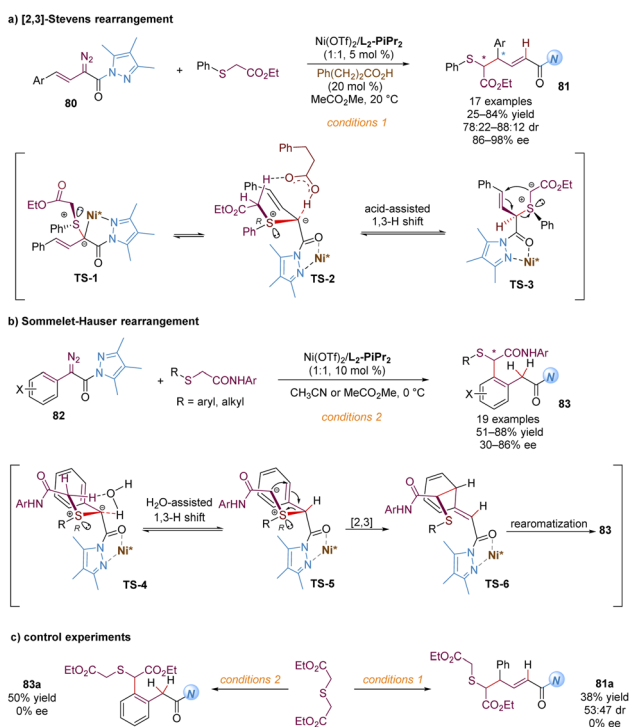 a) [2,3]-Stevens rearrangement
N2
N
N
Ar
O
80
+
Ph
S
CO2Et
Ni(OTf)2/L2-PiPr2
(1:1, 5 mol %)
Ph(CH2)2CO2H
(20 mol %)
MeCO2Me, 20 °C
conditions 1
Ar
H
*
*
S
Ph
CO2Et
O
N
81
17 examples
25–84% yield
78:22–88:12 dr
86–98% ee
O
EtO
⊕
S
Ni*
N
N
Ph
Ph
O
TS-1
Ph
H
O
O
H
Ph
EtO2C
⊕
⊖
R
S
Ph
O
N
N
Ni*
TS-2
acid-assisted
1,3-H shift
Ph
⊖
CO2Et
⊕
S
Ph
H
O
N
N
Ni*
TS-3
b) Sommelet-Hauser rearrangement
N2
N
N
X
O
82
+
R
S
CONHAr
R = aryl, alkyl
Ni(OTf)2/L2-PiPr2
(1:1, 10 mol %)
CH3CN or MeCO2Me, 0 °C
conditions 2
R
S
*
CONHAr
H
H
N
O
X
83
19 examples
51–88% yield
30–86% ee
O
H
H
O
H
ArHN
⊕
⊖
S
R
R
O
N
N
Ni*
TS-4
H2O-assisted
1,3-H shift
O
⊖
H
ArHN
⊕
S
R
R
O
N
N
Ni*
TS-5
[2,3]
O
H
H
ArHN
S
R
O
N
N
Ni*
TS-6
rearomatization
83
c) control experiments
EtO2C
S
CO2Et
H
H
N
O
83a
50% yield
0% ee
conditions 2
EtO2C
S
EtO2C
conditions 1
EtO2C
S
Ph
H
CO2Et
O
N
81a
38% yield
53:47 dr
0% ee